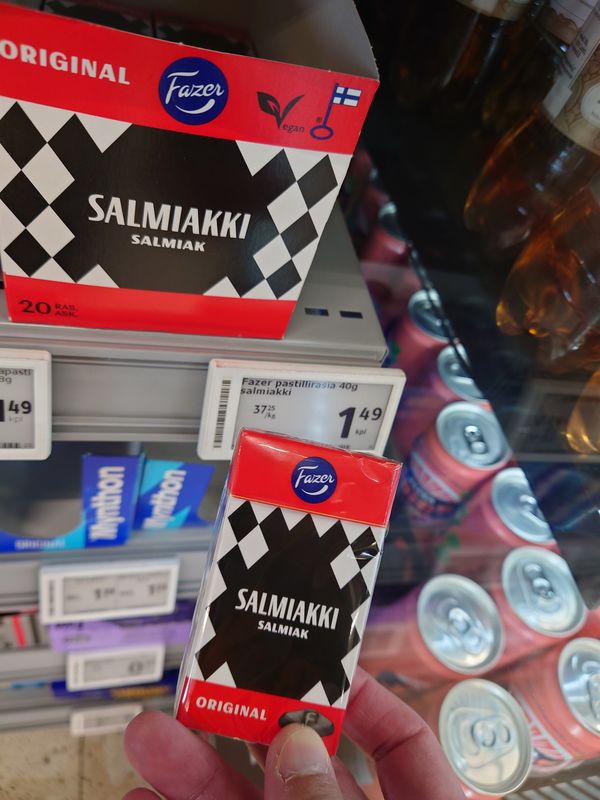 ORIGINAL
Fazer
Vegan
SALMIAKKI
SALMIAK
20 RAS.
ASK.
49
kpl
Fazer pastillirasia 40g
salmiakki
37 25
/kg
1 49
kpl
Mynthon
Mynthon
ORIGINAL
Fazer
SALMIAKKI
SALMIAK
ORIGINAL
F